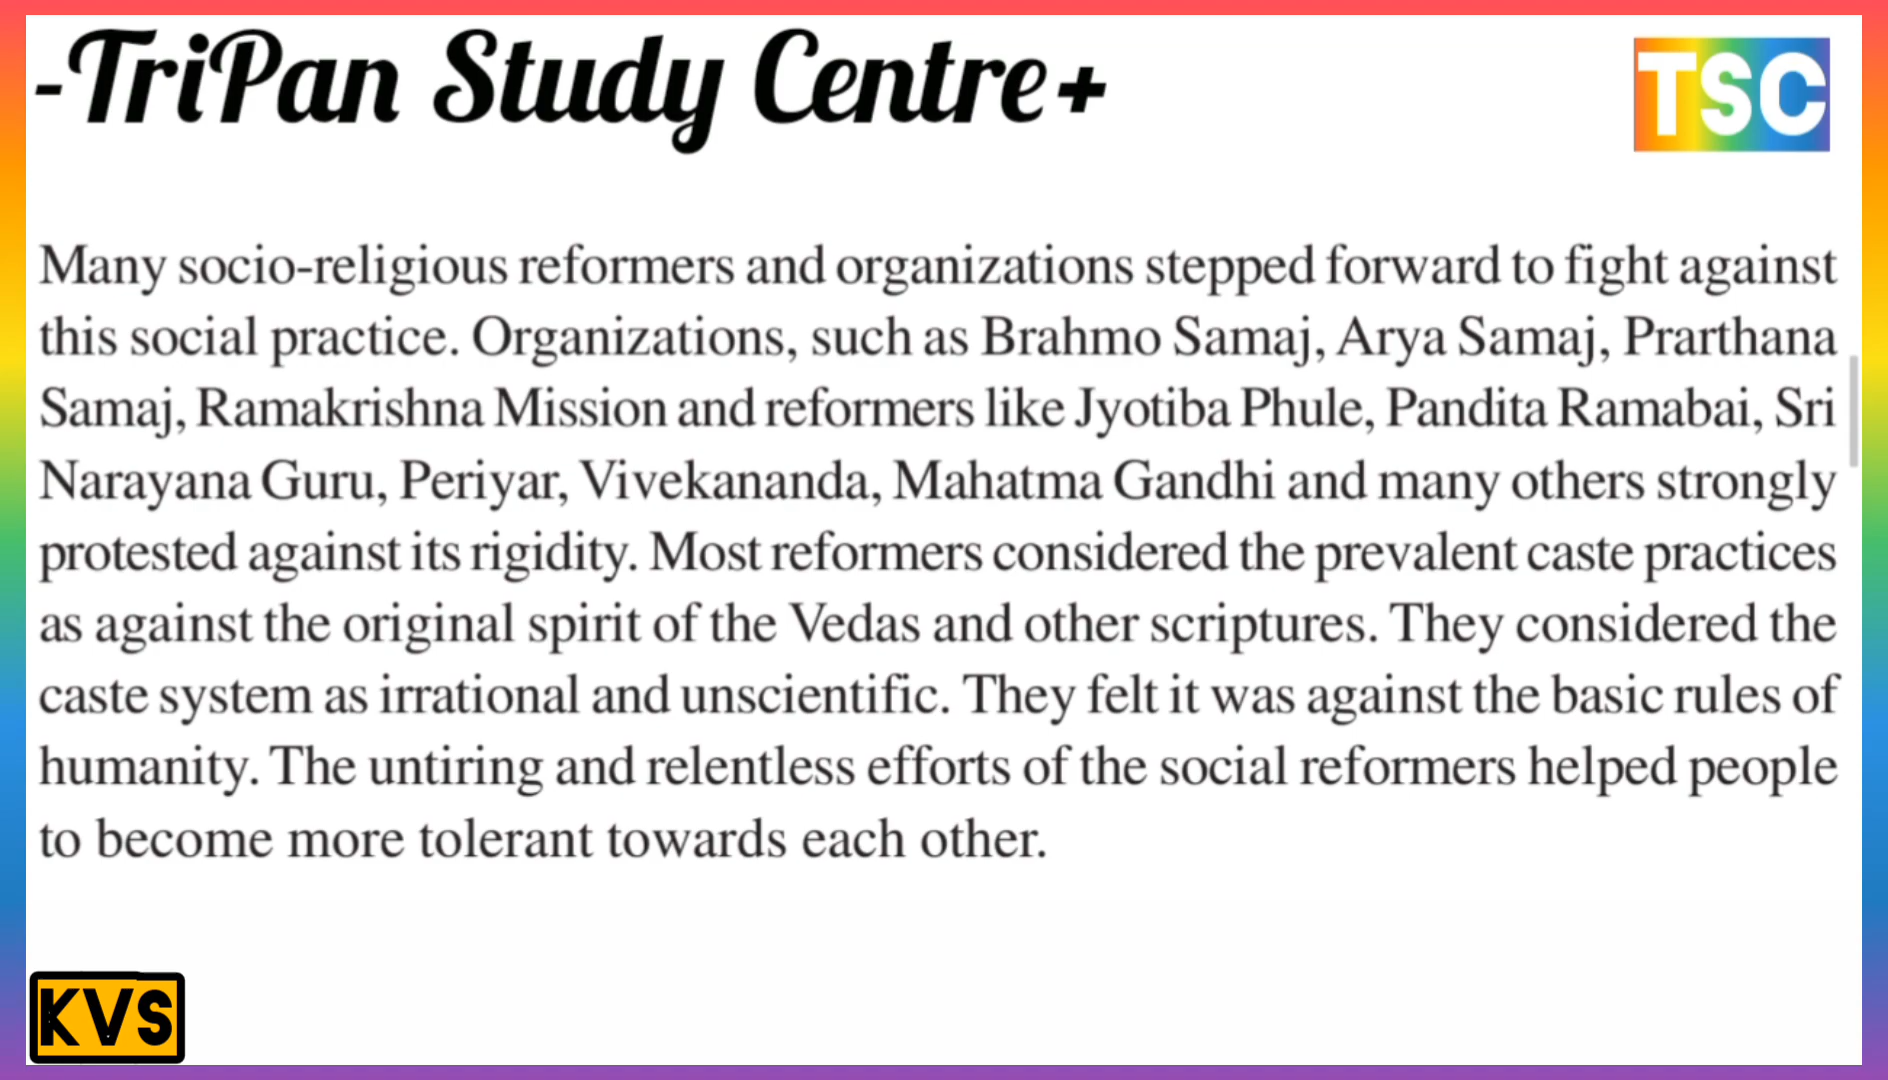 -TriPan Study Centre+
TSC
Many socio-religious reformers and organizations stepped forward to fight against
this social practice. Organizations, such as Brahmo Samaj, Arya Samaj, Prarthana
Samaj, Ramakrishna Mission and reformers like Jyotiba Phule, Pandita Ramabai, Sri
Narayana Guru, Periyar, Vivekananda, Mahatma Gandhi and many others strongly
protested against its rigidity. Most reformers considered the prevalent caste practices
as against the original spirit of the Vedas and other scriptures. They considered the
caste system as irrational and unscientific. They felt it was against the basic rules of
humanity. The untiring and relentless efforts of the social reformers helped people
to become more tolerant towards each other.
KVS